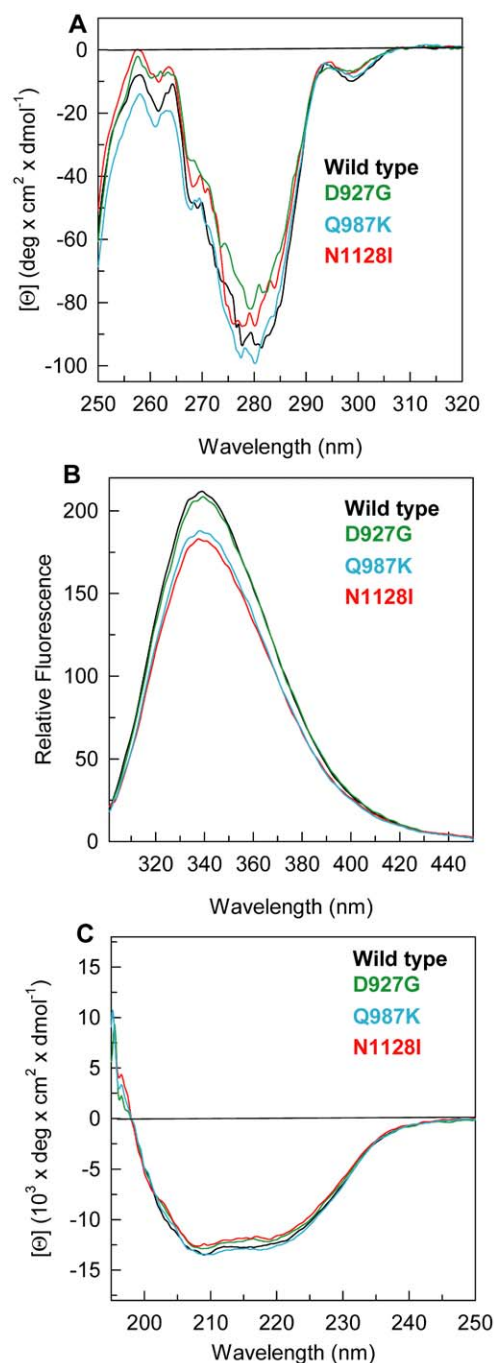 A
0
-20
-40
-60
-80
-100
[Θ] (deg x cm² x dmol⁻¹)
Wild type
D927G
Q987K
N1128I
250 260 270 280 290 300 310 320
Wavelength (nm)
B
200
150
100
50
0
Relative Fluorescence
Wild type
D927G
Q987K
N1128I
320 340 360 380 400 420 440
Wavelength (nm)
C
15
10
5
0
-5
-10
-15
[Θ] (10³ x deg x cm² x dmol⁻¹)
Wild type
D927G
Q987K
N1128I
200 210 220 230 240 250
Wavelength (nm)